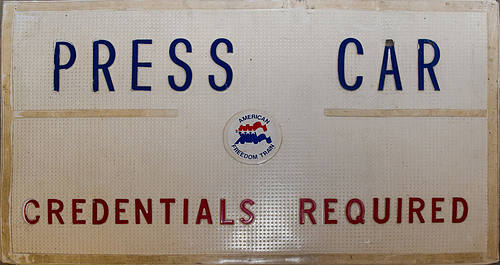 PRESS CAR
AMERICAN
FREEDOM TRAIN
CREDENTIALS REQUIRED